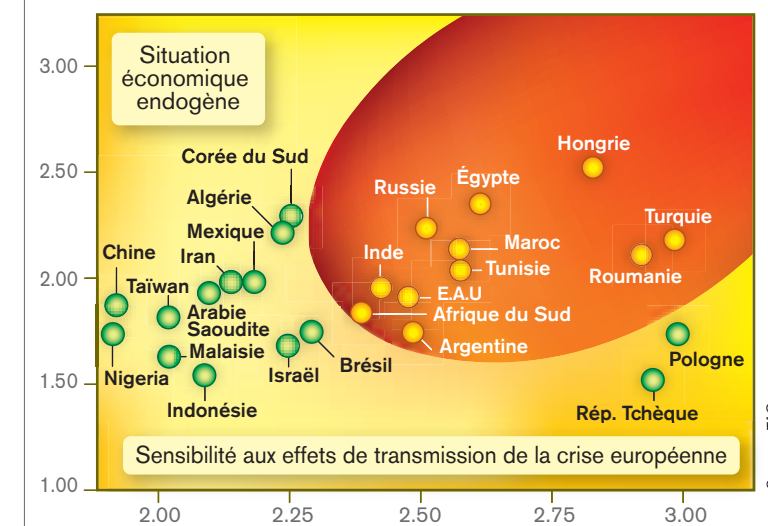 Situation
économique
endogène
3.00
2.50
2.00
1.50
1.00
Corée du Sud
Algérie
Mexique
Iran
Chine
Taïwan
Arabie
Saoudite
Malaisie
Nigeria
Indonésie
Israël
Brésil
Hongrie
Égypte
Russie
Turquie
Maroc
Inde
Tunisie
Roumanie
E.A.U
Afrique du Sud
Argentine
Pologne
Rép. Tchèque
Sensibilité aux effets de transmission de la crise européenne
2.00 2.25 2.50 2.75 3.00